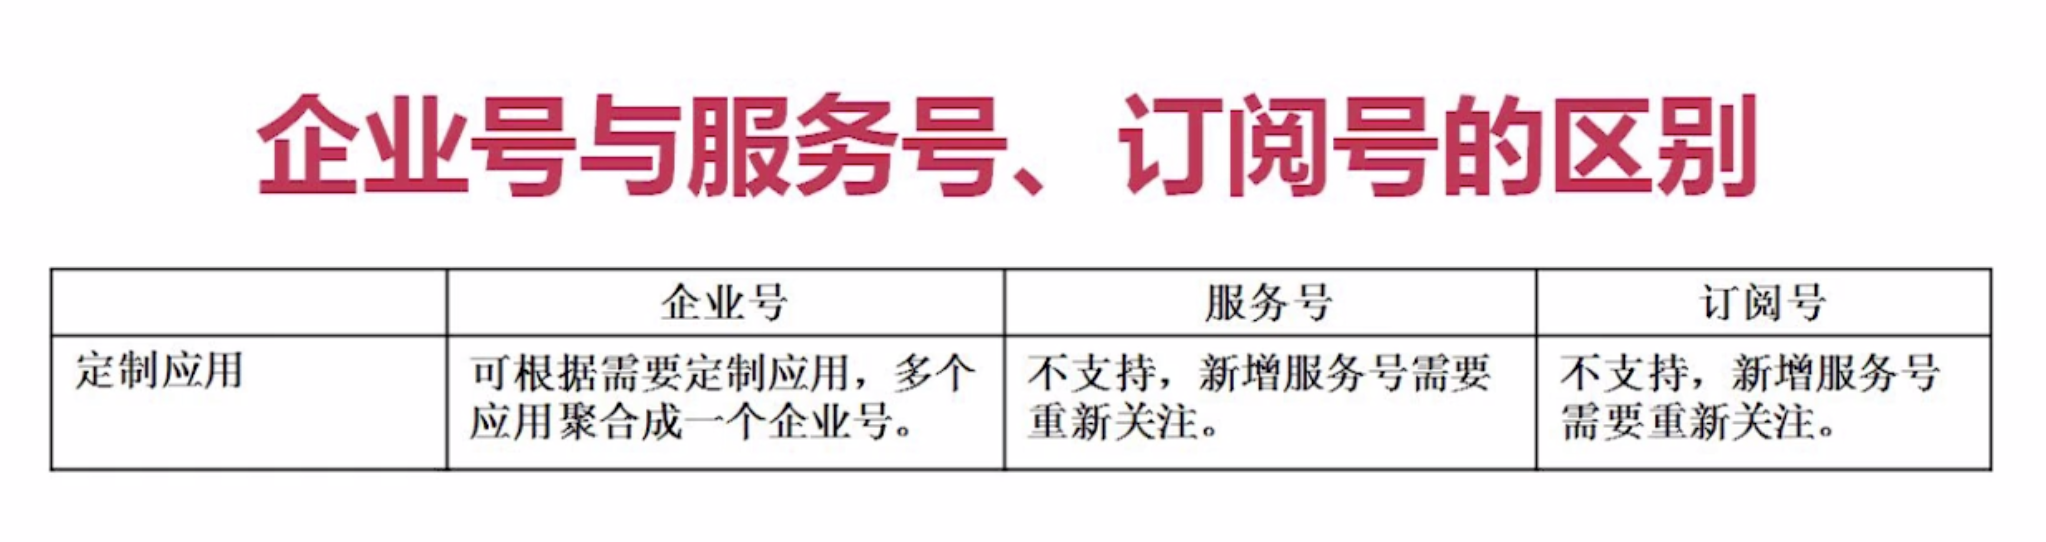 企业号与服务号、订阅号的区别
企业号 服务号 订阅号
定制应用
可根据需要定制应用，多个
应用聚合成一个企业号。
不支持，新增服务号需要
重新关注。
不支持，新增服务号
需要重新关注。